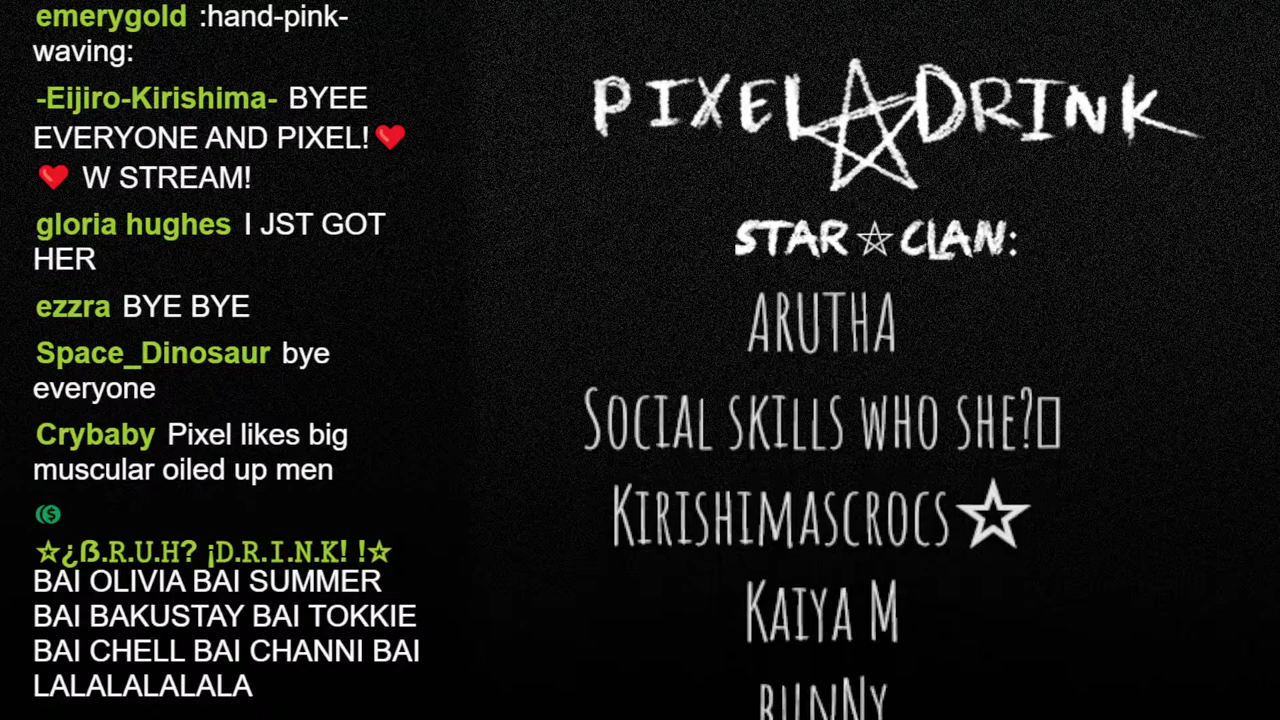 emerygold :hand-pink-
waving:
-Eijiro-Kirishima- BYEE
EVERYONE AND PIXEL!❤️
❤️ W STREAM!
gloria hughes I JST GOT
HER
ezzra BYE BYE
Space_Dinosaur bye
everyone
Crybaby Pixel likes big
muscular oiled up men
☆¿ẞ.R.U.H? ¡D.R.I.N.K! !☆
BAI OLIVIA BAI SUMMER
BAI BAKUSTAY BAI TOKKIE
BAI CHELL BAI CHANNI BAI
LALALALALALA
PIXEL☆DRINK
STAR☆CLAN:
ARUTHA
SOCIAL SKILLS WHO SHE?
KIRISHIMASCROCS☆
KAIYA M
BUNNY